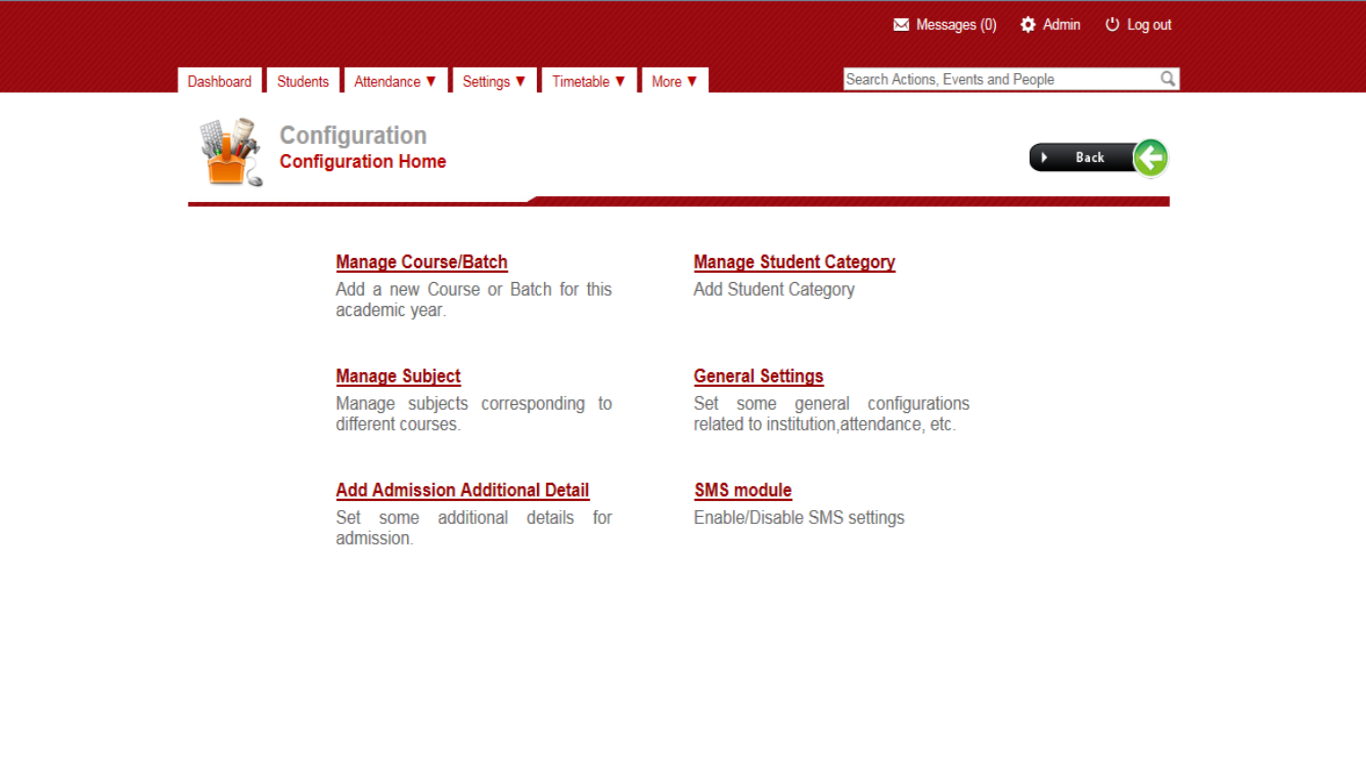 Messages (0) Admin Log out
Dashboard Students Attendance ▼ Settings ▼ Timetable ▼ More ▼ Search Actions, Events and People
Configuration
Configuration Home
Back
Manage Course/Batch
Add a new Course or Batch for this
academic year.
Manage Student Category
Add Student Category
Manage Subject
Manage subjects corresponding to
different courses.
General Settings
Set some general configurations
related to institution,attendance, etc.
Add Admission Additional Detail
Set some additional details for
admission.
SMS module
Enable/Disable SMS settings